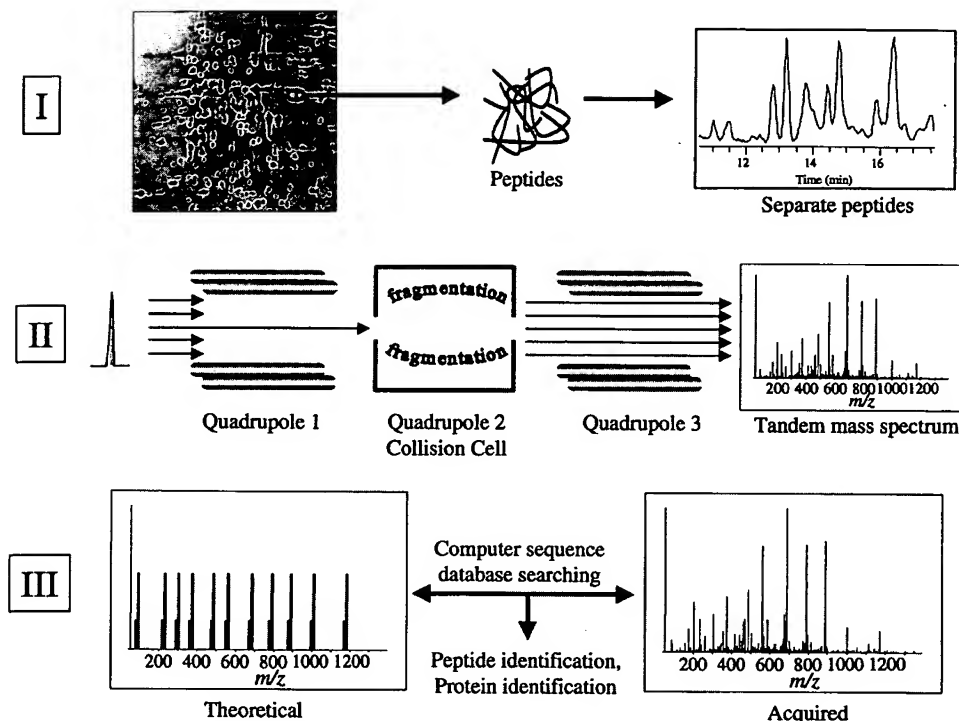 I
Peptides
12 14 16
Time (min)
Separate peptides
II
fragmentation
fragmentation
Quadrupole 1
Quadrupole 2
Collision Cell
Quadrupole 3
200 400 600 800 1000 1200
m/z
Tandem mass spectrum
III
200 400 600 800 1000 1200
m/z
Theoretical
Computer sequence
database searching
Peptide identification,
Protein identification
200 400 600 800 1000 1200
m/z
Acquired